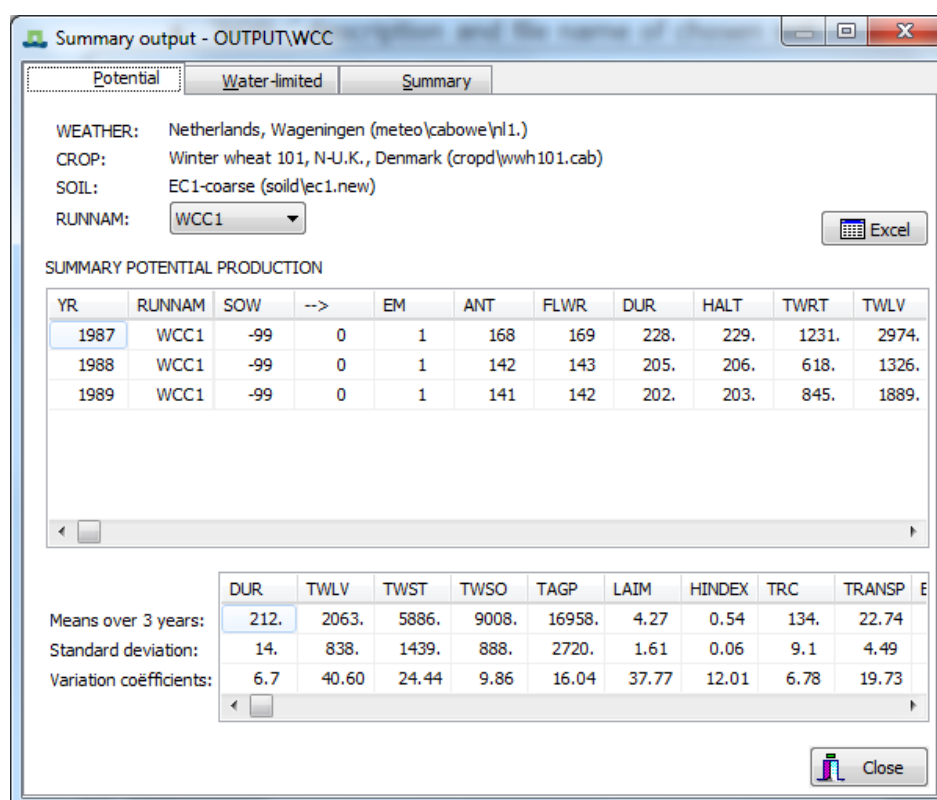 cription and file name of chosen
Summary output - OUTPUT\WCC
Potential Water-limited Summary
WEATHER: Netherlands, Wageningen (meteo\cabowe\nl1.)
CROP: Winter wheat 101, N-U.K., Denmark (cropd\wwh101.cab)
SOIL: EC1-coarse (soild\ec1.new)
RUNNAM: WCC1
Excel
SUMMARY POTENTIAL PRODUCTION
YR RUNNAM SOW --> EM ANT FLWR DUR HALT TWRT TWLV
1987 WCC1 -99 0 1 168 169 228. 229. 1231. 2974.
1988 WCC1 -99 0 1 142 143 205. 206. 618. 1326.
1989 WCC1 -99 0 1 141 142 202. 203. 845. 1889.
DUR TWLV TWST TWSO TAGP LAIM HINDEX TRC TRANSP E
Means over 3 years: 212. 2063. 5886. 9008. 16958. 4.27 0.54 134. 22.74
Standard deviation: 14. 838. 1439. 888. 2720. 1.61 0.06 9.1 4.49
Variation coëfficients: 6.7 40.60 24.44 9.86 16.04 37.77 12.01 6.78 19.73
Close